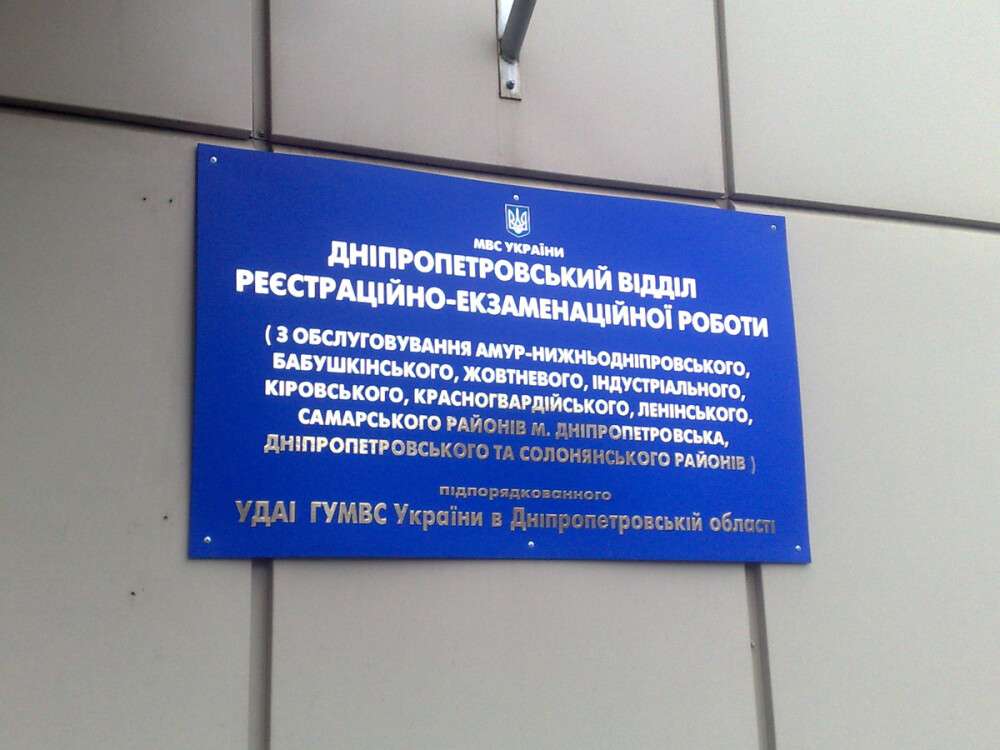 МВС УКРАЇНИ
ДНІПРОПЕТРОВСЬКИЙ ВІДДІЛ
РЕЄСТРАЦІЙНО-ЕКЗАМЕНАЦІЙНОЇ РОБОТИ
( З ОБСЛУГОВУВАННЯ АМУР-НИЖНЬОДНІПРОВСЬКОГО,
БАБУШКІНСЬКОГО, ЖОВТНЕВОГО, ІНДУСТРІАЛЬНОГО,
КІРОВСЬКОГО, КРАСНОГВАРДІЙСЬКОГО, ЛЕНІНСЬКОГО,
САМАРСЬКОГО РАЙОНІВ М. ДНІПРОПЕТРОВСЬКА,
ДНІПРОПЕТРОВСЬКОГО ТА СОЛОНЯНСЬКОГО РАЙОНІВ )
підпорядкованного
УДАІ ГУМВС України в Дніпропетровській області